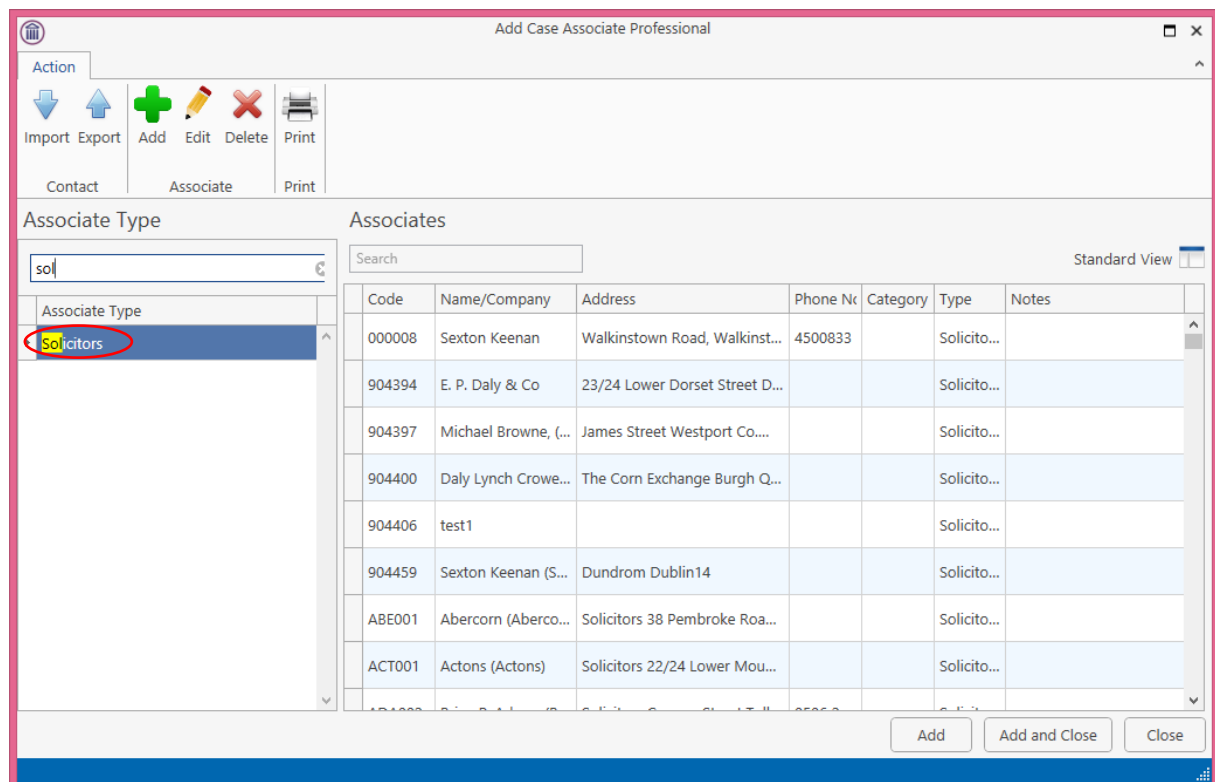 Add Case Associate Professional
Action
Import Export Add Edit Delete Print
Contact Associate Print
Associate Type
Associates
sol
Search
Standard View
Associate Type
Solicitors
Code Name/Company Address Phone Nc Category Type Notes
000008 Sexton Keenan Walkinstown Road, Walkinst... 4500833 Solicito...
904394 E. P. Daly & Co 23/24 Lower Dorset Street D... Solicito...
904397 Michael Browne, (... James Street Westport Co.... Solicito...
904400 Daly Lynch Crowe... The Corn Exchange Burgh Q... Solicito...
904406 test1 Solicito...
904459 Sexton Keenan (S... Dundrom Dublin14 Solicito...
ABE001 Abercorn (Aberco... Solicitors 38 Pembroke Roa... Solicito...
ACT001 Actons (Actons) Solicitors 22/24 Lower Mou... Solicito...
Add Add and Close Close